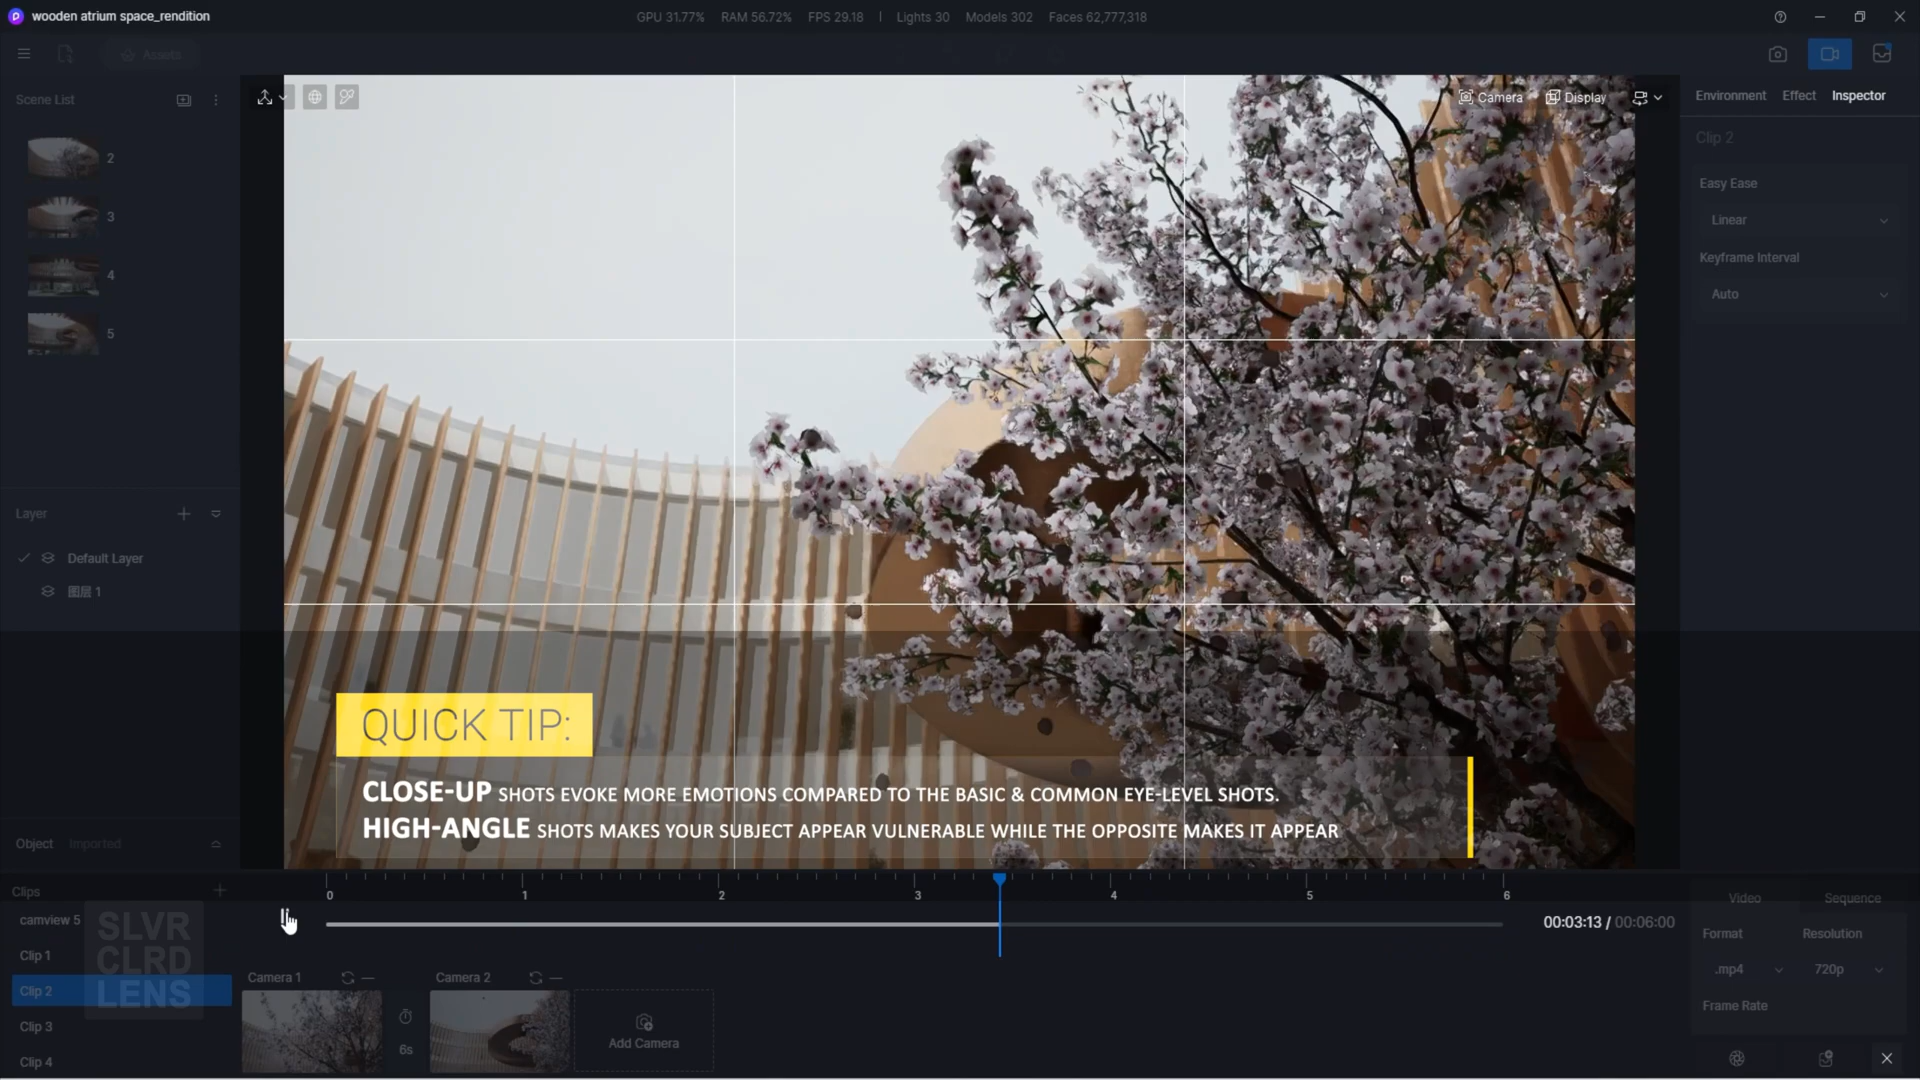 wooden atrium space_rendition
GPU 31.77% RAM 56.72% FPS 29.18 | Lights 30 Models 302 Faces 62,777,318
Assets
Scene List
2
3
4
5
Camera
Display
Environment Effect Inspector
Clip 2
Easy Ease
Linear
Keyframe Interval
Auto
Layer
Default Layer
图层 1
QUICK TIP:
CLOSE-UP SHOTS EVOKE MORE EMOTIONS COMPARED TO THE BASIC & COMMON EYE-LEVEL SHOTS.
HIGH-ANGLE SHOTS MAKES YOUR SUBJECT APPEAR VULNERABLE WHILE THE OPPOSITE MAKES IT APPEAR
Object Imported
Clips
0 1 2 3 4 5 6
00:03:13 / 00:06:00
camview 5
Clip 1
Clip 2
Clip 3
Clip 4
SLVR
CLRD
LENS
Camera 1
6s
Camera 2
Add Camera
Video Sequence
Format Resolution
.mp4 720p
Frame Rate